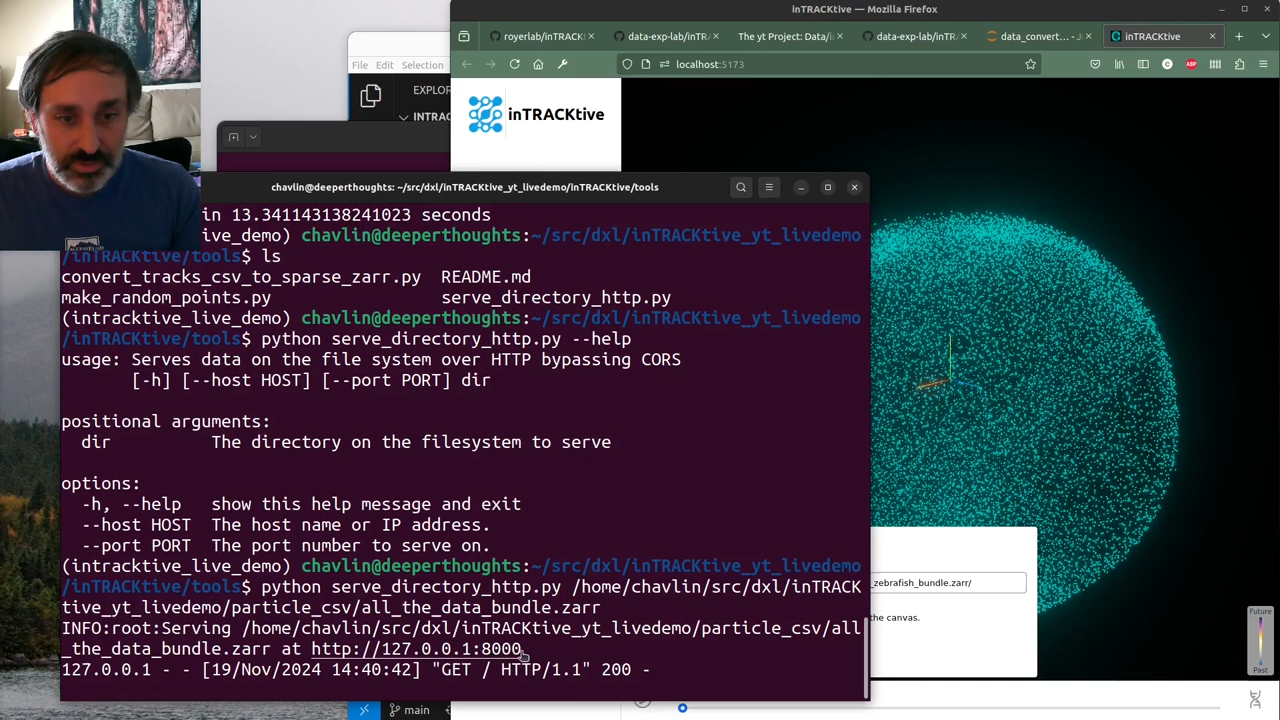 inTRACKtive — Mozilla Firefox
royerlab/inTRACK
data-exp-lab/inTRACK
The yt Project: Data/i
data-exp-lab/inTRACK
data_convert... - J
inTRACKtive
File Edit Selection
localhost:5173
EXPLOR
INTRAC
inTRACKtive
chavlin@deeperthoughts: ~/src/dxl/inTRACKtive_yt_livedemo/inTRACKtive/tools
in 13.341143138241023 seconds
ive_demo) chavlin@deeperthoughts:~/src/dxl/inTRACKtive_yt_livedemo
/inTRACKtive/tools$ ls
convert_tracks_csv_to_sparse_zarr.py README.md
make_random_points.py serve_directory_http.py
(intracktive_live_demo) chavlin@deeperthoughts:~/src/dxl/inTRACKtive_yt_livedemo
/inTRACKtive/tools$ python serve_directory_http.py --help
usage: Serves data on the file system over HTTP bypassing CORS
[-h] [--host HOST] [--port PORT] dir
positional arguments:
dir The directory on the filesystem to serve
options:
-h, --help show this help message and exit
--host HOST The host name or IP address.
--port PORT The port number to serve on.
(intracktive_live_demo) chavlin@deeperthoughts:~/src/dxl/inTRACKtive_yt_livedemo
/inTRACKtive/tools$ python serve_directory_http.py /home/chavlin/src/dxl/inTRACK
tive_yt_livedemo/particle_csv/all_the_data_bundle.zarr
INFO:root:Serving /home/chavlin/src/dxl/inTRACKtive_yt_livedemo/particle_csv/all
_the_data_bundle.zarr at http://127.0.0.1:8000
127.0.0.1 - - [19/Nov/2024 14:40:42] "GET / HTTP/1.1" 200 -
_zebrafish_bundle.zarr/
the canvas.
Future
Past
main